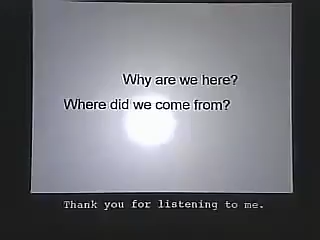 Why are we here?
Where did we come from?
Thank you for listening to me.